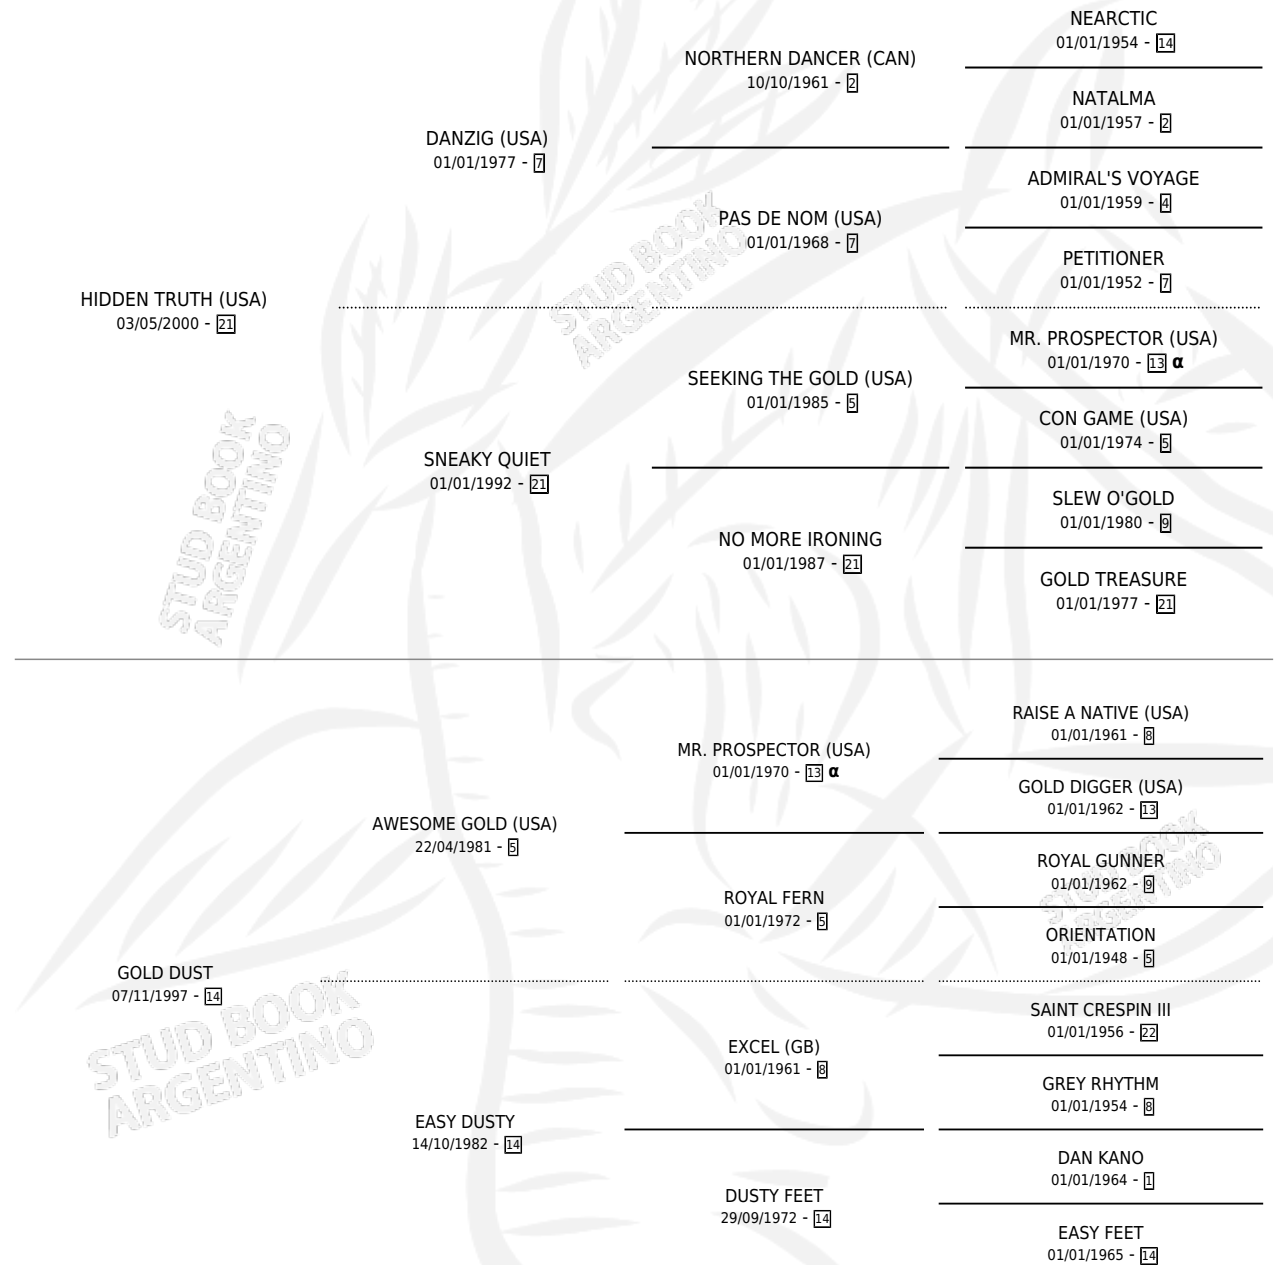 NEARCTIC
01/01/1954 - 14
NORTHERN DANCER (CAN)
10/10/1961 - 2
NATALMA
01/01/1957 - 2
DANZIG (USA)
01/01/1977 - 7
ADMIRAL'S VOYAGE
01/01/1959 - 4
PAS DE NOM (USA)
01/01/1968 - 7
PETITIONER
01/01/1952 - 7
HIDDEN TRUTH (USA)
03/05/2000 - 21
MR. PROSPECTOR (USA)
01/01/1970 - 13 α
SEEKING THE GOLD (USA)
01/01/1985 - 5
CON GAME (USA)
01/01/1974 - 5
SNEAKY QUIET
01/01/1992 - 21
SLEW O'GOLD
01/01/1980 - 9
NO MORE IRONING
01/01/1987 - 21
GOLD TREASURE
01/01/1977 - 21
STUD BOOK
ARGENTINO
STUD BOOK
ARGENTINO
RAISE A NATIVE (USA)
01/01/1961 - 8
MR. PROSPECTOR (USA)
01/01/1970 - 13 α
GOLD DIGGER (USA)
01/01/1962 - 13
AWESOME GOLD (USA)
22/04/1981 - 5
ROYAL GUNNER
01/01/1962 - 9
ROYAL FERN
01/01/1972 - 5
ORIENTATION
01/01/1948 - 5
GOLD DUST
07/11/1997 - 14
SAINT CRESPIN III
01/01/1956 - 22
EXCEL (GB)
01/01/1961 - 8
GREY RHYTHM
01/01/1954 - 8
EASY DUSTY
14/10/1982 - 14
DAN KANO
01/01/1964 - 1
DUSTY FEET
29/09/1972 - 14
EASY FEET
01/01/1965 - 14
STUD BOOK
ARGENTINO
STUD BOOK
ARGENTINO